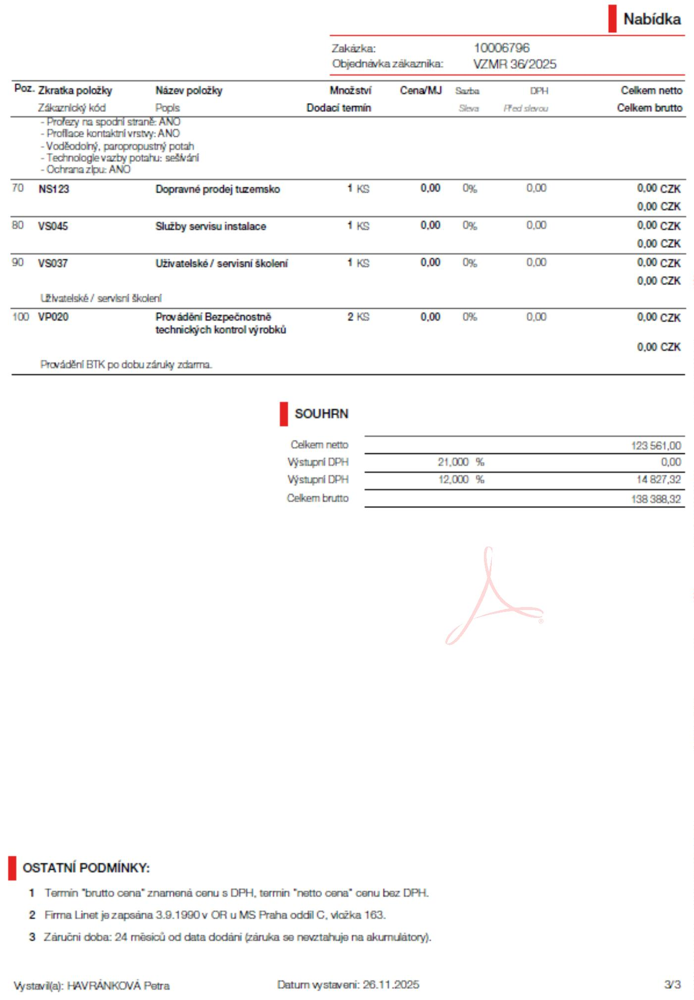 Nabídka
Zakázka: 10006796
Objednávka zákazníka: VZMR 36/2025
Poz. Zkratka položky Název položky Množství Cena/MJ Sazba DPH Celkem netto
Zákaznický kód Popis Dodací termín Sleva Před slevou Celkem brutto
- Prořezy na spodní straně: ANO
- Profilace kontaktní vrstvy: ANO
- Voděodolný, paropropustný potah
- Technologie vazby potahu: sešívání
- Ochrana zipu: ANO
70 NS123 Dopravné prodej tuzemsko 1 KS 0,00 0% 0,00 0,00 CZK
0,00 CZK
80 VS045 Služby servisu instalace 1 KS 0,00 0% 0,00 0,00 CZK
0,00 CZK
90 VS037 Uživatelské / servisní školení 1 KS 0,00 0% 0,00 0,00 CZK
0,00 CZK
Uživatelské / servisní školení
100 VP020 Provádění Bezpečnostně 2 KS 0,00 0% 0,00 0,00 CZK
technických kontrol výrobků
0,00 CZK
Provádění BTK po dobu záruky zdarma.
SOUHRN
Celkem netto 123 561,00
Výstupní DPH 21,000 % 0,00
Výstupní DPH 12,000 % 14 827,32
Celkem brutto 138 388,32
®
OSTATNÍ PODMÍNKY:
1 Termín "brutto cena" znamená cenu s DPH, termín "netto cena" cenu bez DPH.
2 Firma Linet je zapsána 3.9.1990 v OR u MS Praha oddíl C, vložka 163.
3 Záruční doba: 24 měsíců od data dodání (záruka se nevztahuje na akumulátory).
Vystavil(a): HAVRÁNKOVÁ Petra Datum vystavení: 26.11.2025 3/3